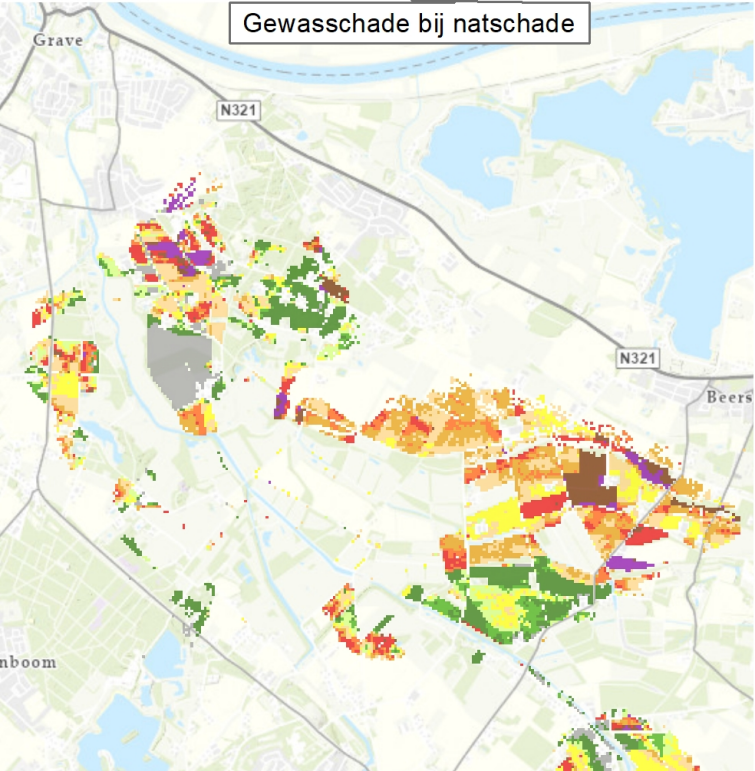 Gewasschade bij natschade
Grave
N321
N321
Beers
nboom